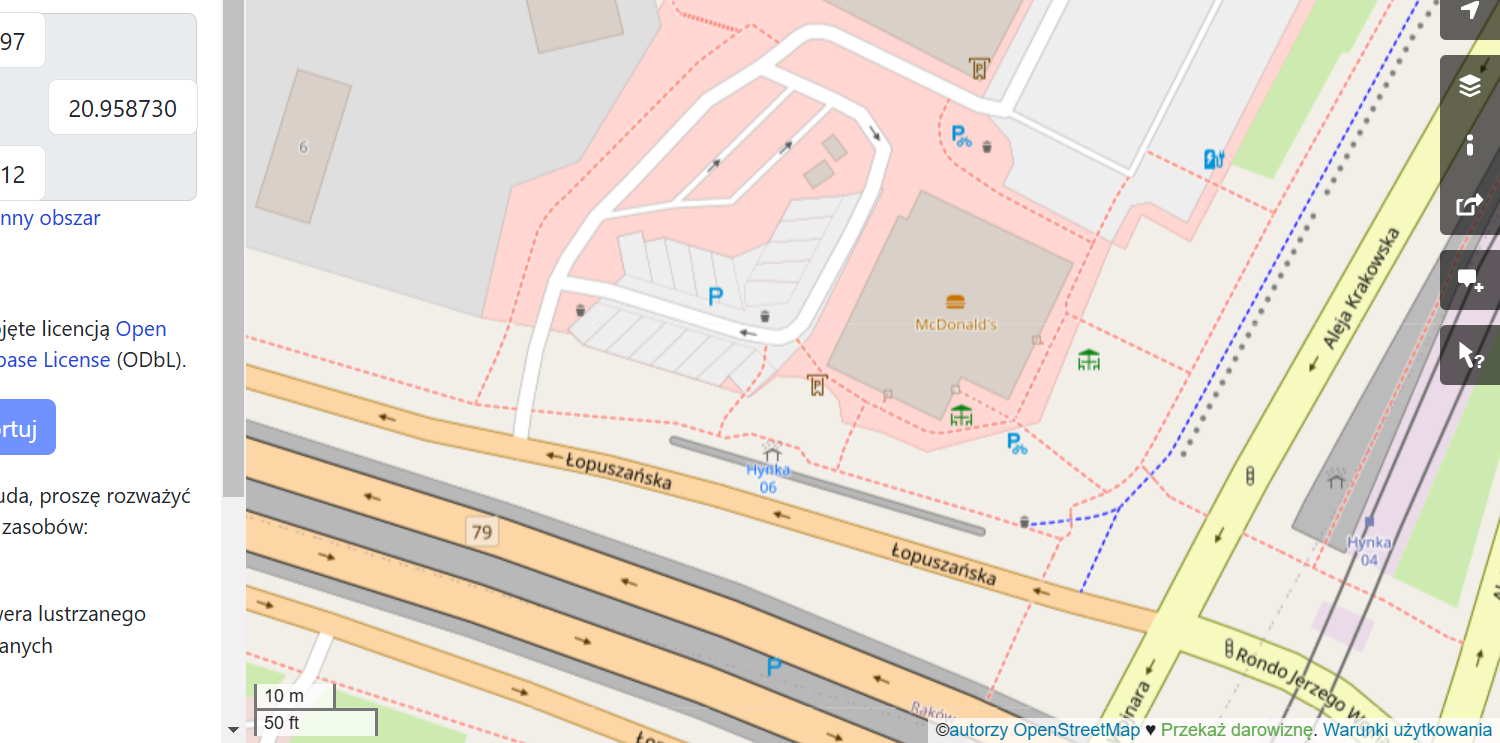 97
20.958730
12
nny obszar
jęte licencją Open
base License (ODbL).
rtuj
uda, proszę rozważyć
zasobów:
wera lustrzanego
anych
6
P
P
P
McDonald's
P
P
Aleja Krakowska
Hynka
06
Łopuszańska
79
Łopuszańska
Hynka
04
P
Rondo Jerzego
Raków
10 m
50 ft
©autorzy OpenStreetMap ♥ Przekaż darowiznę. Warunki użytkowania